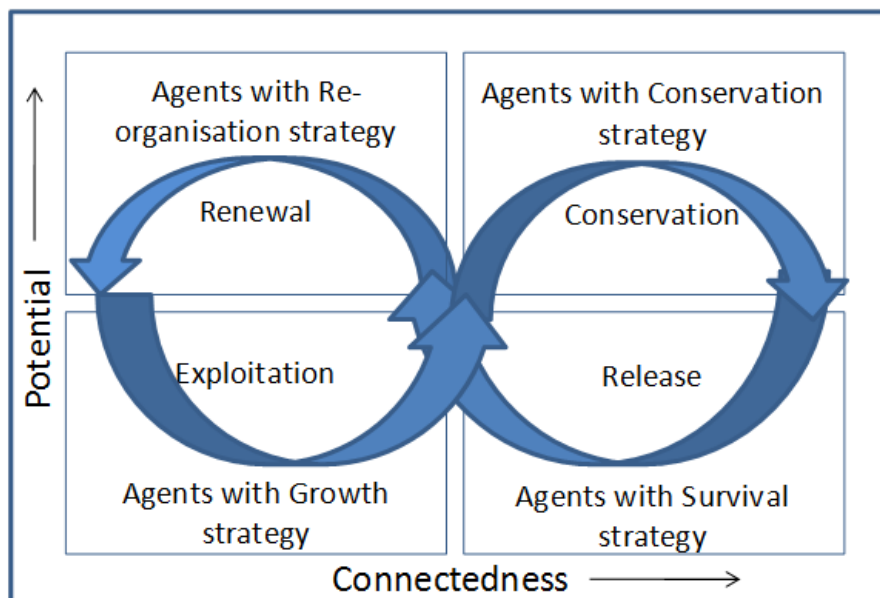 Agents with Re-
organisation strategy
Renewal
Agents with Conservation
strategy
Conservation
Potential
Exploitation
Agents with Growth
strategy
Release
Agents with Survival
strategy
Connectedness